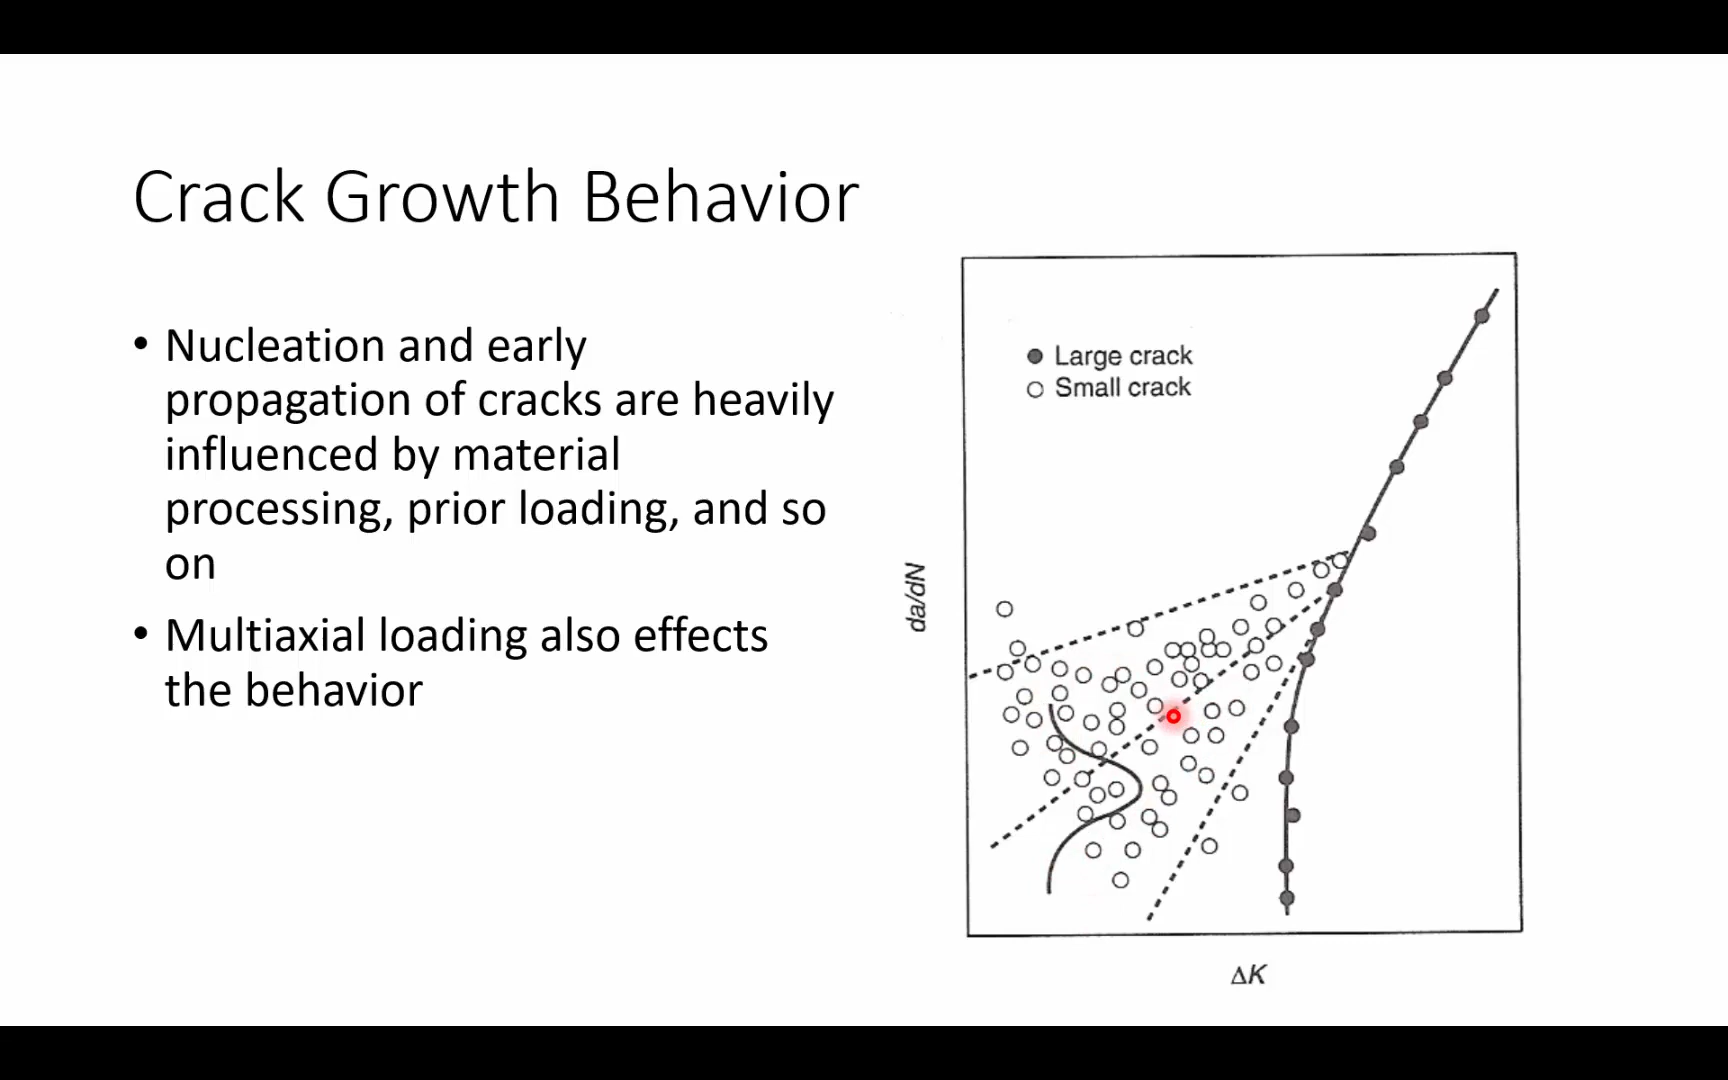 Crack Growth Behavior
• Nucleation and early
propagation of cracks are heavily
influenced by material
processing, prior loading, and so
on
• Multiaxial loading also effects
the behavior
Large crack
Small crack
da/dN
ΔK